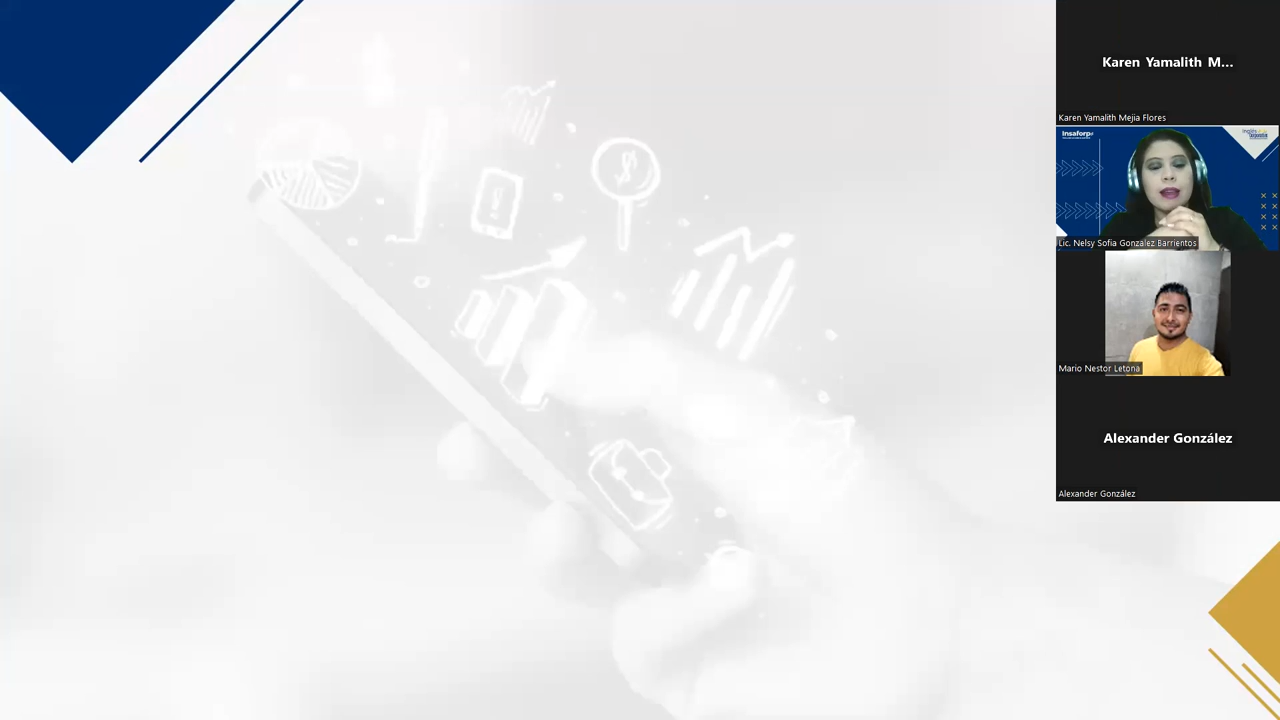 Karen Yamalith M...
Karen Yamalith Mejia Flores
Insaforp
Lic. Nelsy Sofia Gonzalez Barrientos
Mario Nestor Letona
Alexander González
Alexander González